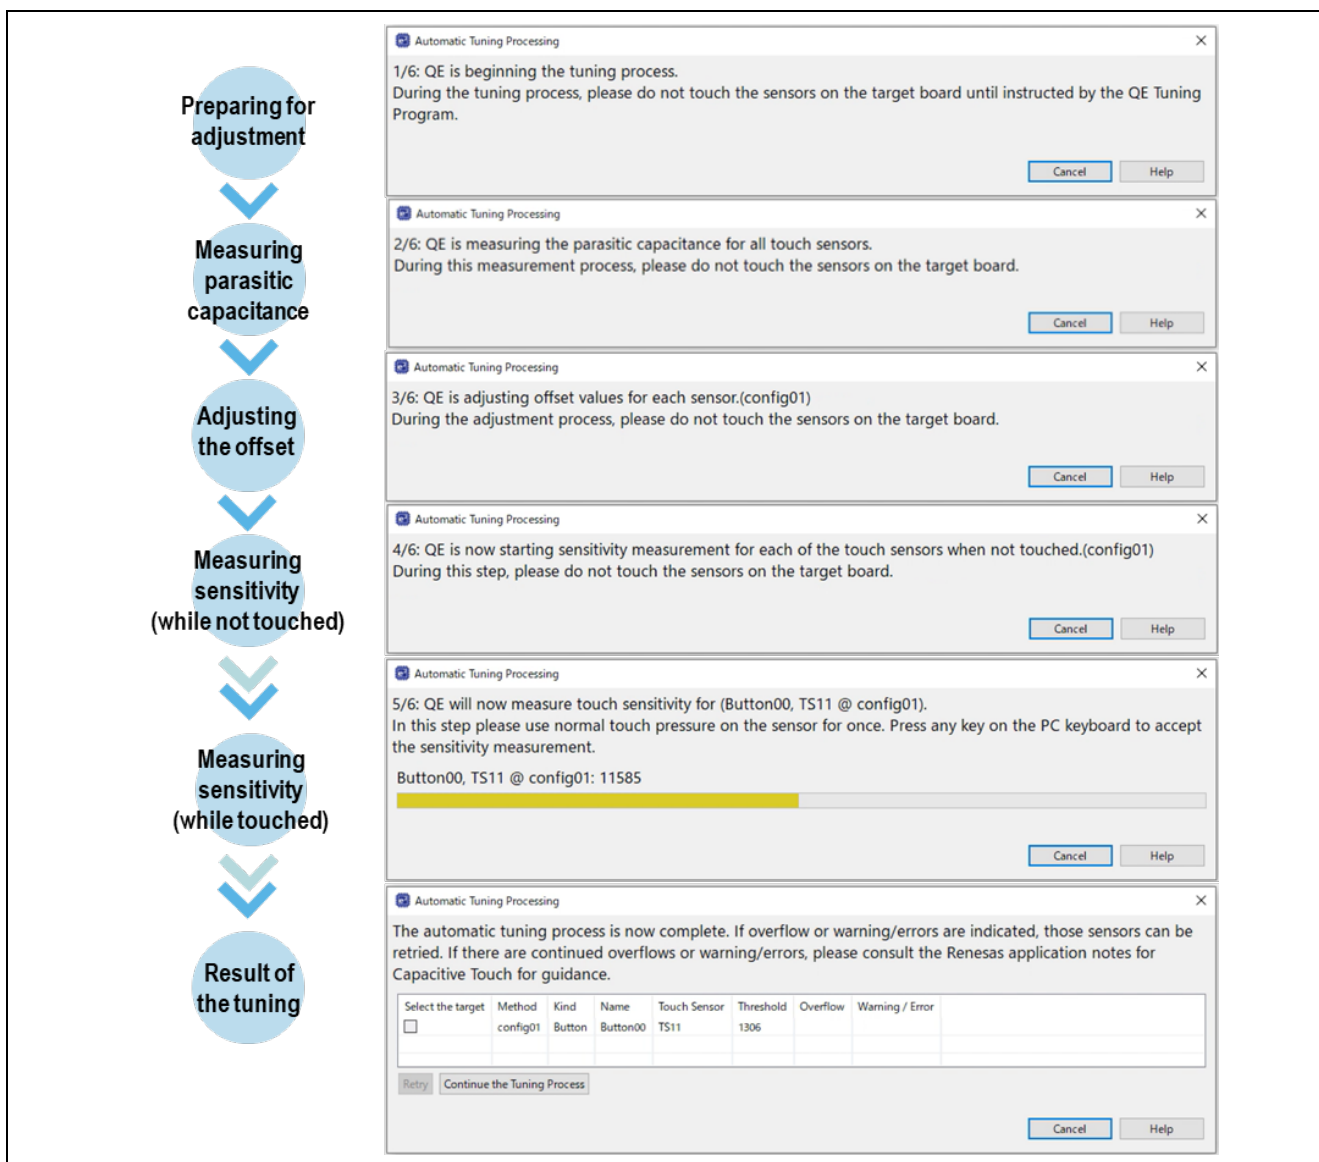 Preparing for
adjustment
Automatic Tuning Processing
1/6: QE is beginning the tuning process.
During the tuning process, please do not touch the sensors on the target board until instructed by the QE Tuning
Program.
Cancel Help
Measuring
parasitic
capacitance
Automatic Tuning Processing
2/6: QE is measuring the parasitic capacitance for all touch sensors.
During this measurement process, please do not touch the sensors on the target board.
Cancel Help
Adjusting
the offset
Automatic Tuning Processing
3/6: QE is adjusting offset values for each sensor.(config01)
During the adjustment process, please do not touch the sensors on the target board.
Cancel Help
Measuring
sensitivity
(while not touched)
Automatic Tuning Processing
4/6: QE is now starting sensitivity measurement for each of the touch sensors when not touched.(config01)
During this step, please do not touch the sensors on the target board.
Cancel Help
Measuring
sensitivity
(while touched)
Automatic Tuning Processing
5/6: QE will now measure touch sensitivity for (Button00, TS11 @ config01).
In this step please use normal touch pressure on the sensor for once. Press any key on the PC keyboard to accept
the sensitivity measurement.
Button00, TS11 @ config01: 11585
Cancel Help
Result of
the tuning
Automatic Tuning Processing
The automatic tuning process is now complete. If overflow or warning/errors are indicated, those sensors can be
retried. If there are continued overflows or warning/errors, please consult the Renesas application notes for
Capacitive Touch for guidance.
Select the target Method Kind Name Touch Sensor Threshold Overflow Warning / Error
config01 Button Button00 TS11 1306
Retry Continue the Tuning Process
Cancel Help